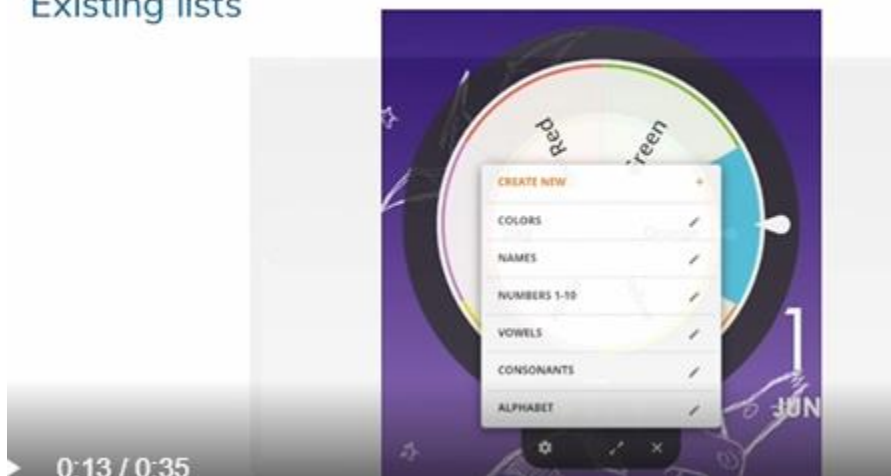 Existing lists
Red
Green
CREATE NEW +
COLORS
NAMES
NUMBERS 1-10
VOWELS
CONSONANTS
ALPHABET
1
JUN
0:13 / 0:35